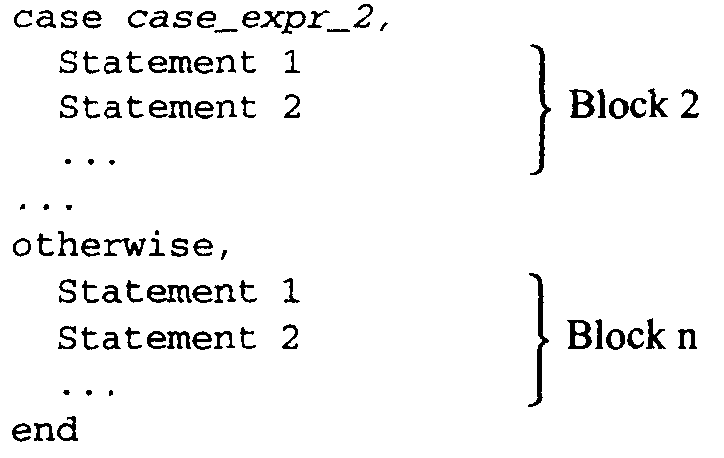 case case_expr_2,
Statement 1
Statement 2 Block 2
...
...
otherwise,
Statement 1
Statement 2 Block n
...
end